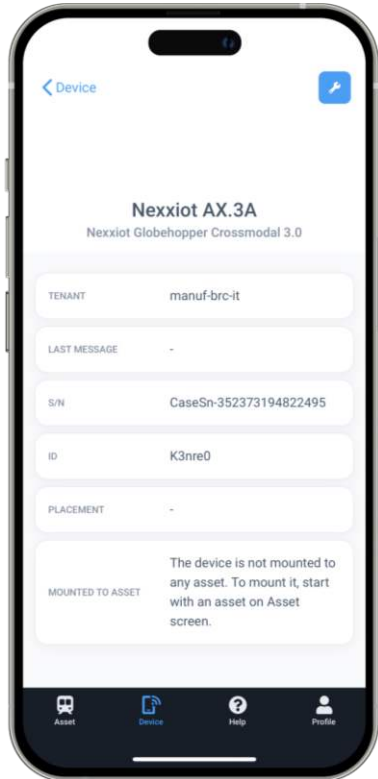 Device
Nexxiot AX.3A
Nexxiot Globehopper Crossmodal 3.0
TENANT manuf-brc-it
LAST MESSAGE -
S/N CaseSn-352373194822495
ID K3nre0
PLACEMENT -
MOUNTED TO ASSET The device is not mounted to
any asset. To mount it, start
with an asset on Asset
screen.
Asset Device Help Profile